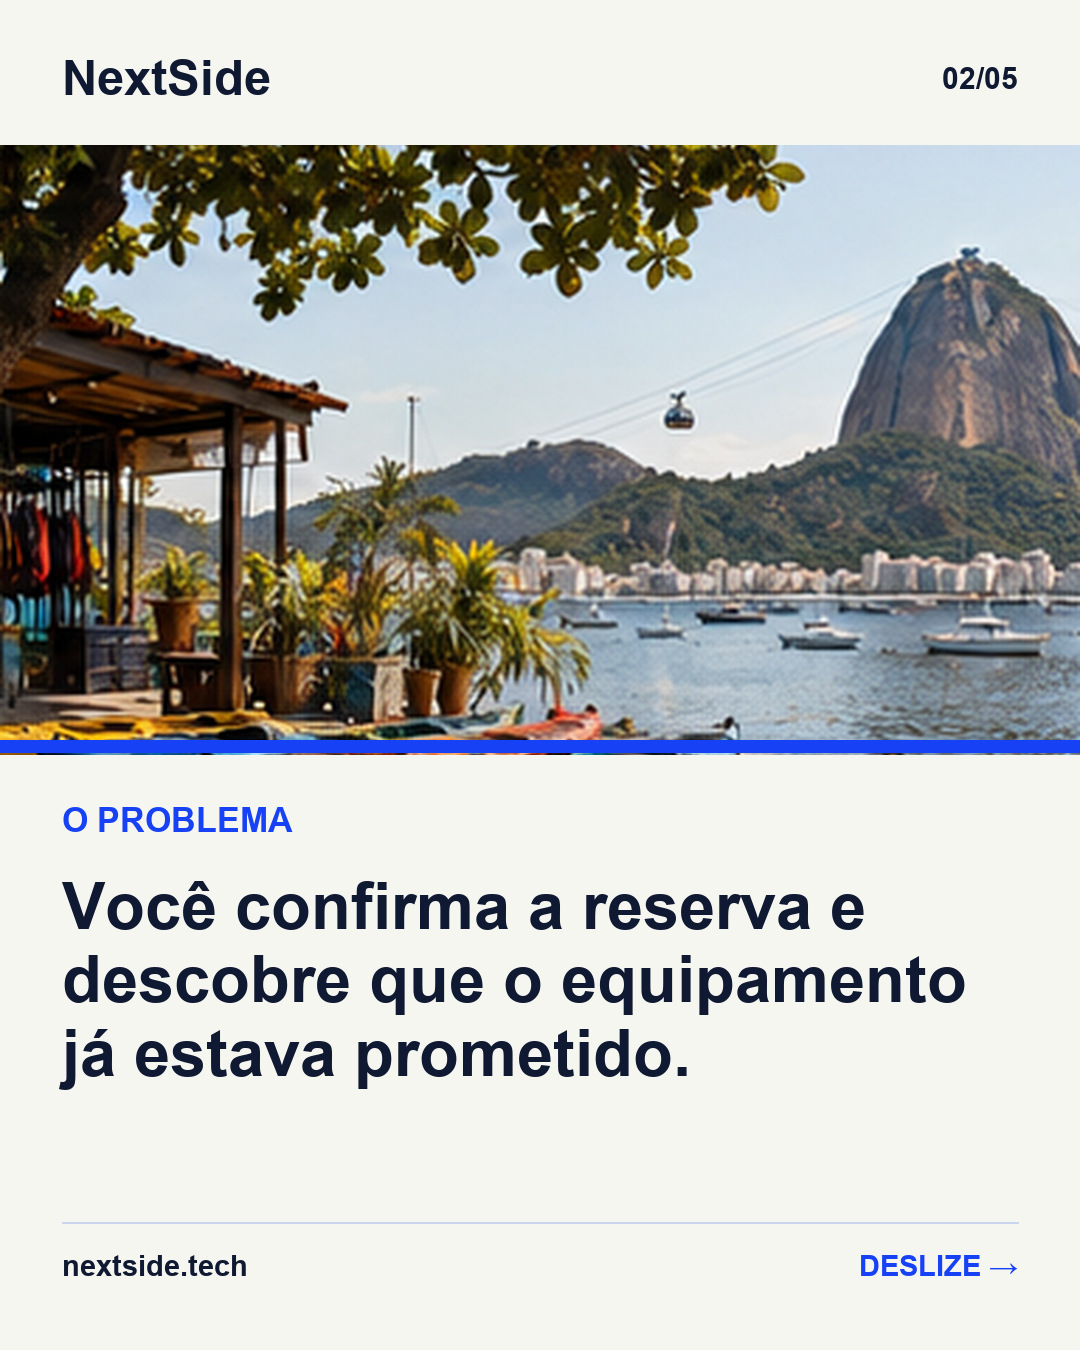 NextSide
02/05
O PROBLEMA
Você confirma a reserva e
descobre que o equipamento
já estava prometido.
nextside.tech
DESLIZE →